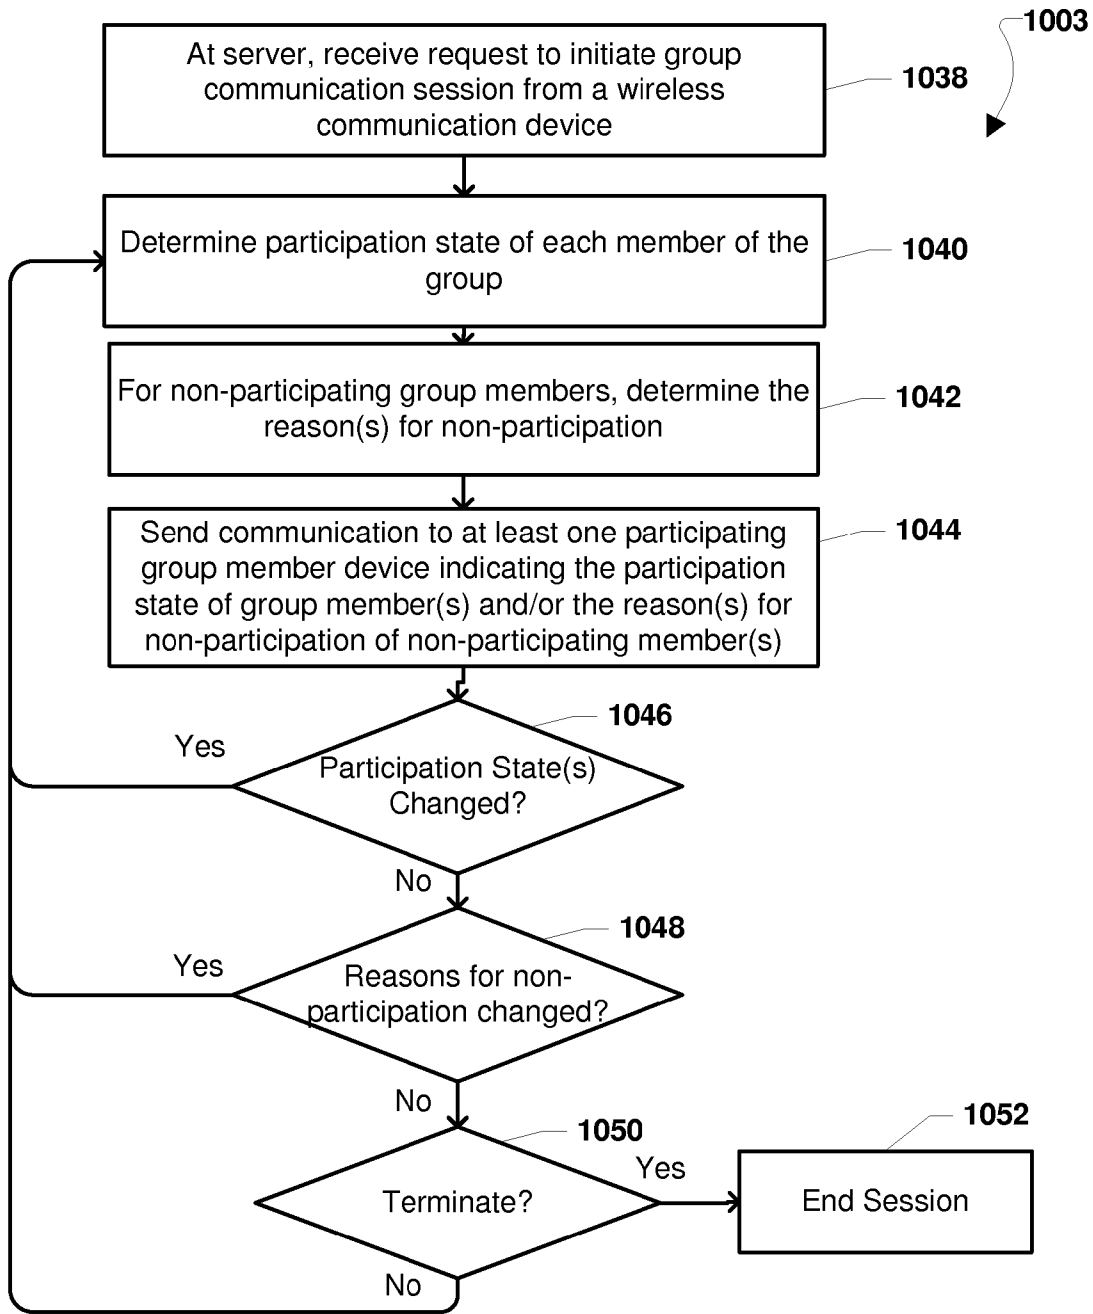 1003
At server, receive request to initiate group
communication session from a wireless
communication device
1038
Determine participation state of each member of the
group
1040
For non-participating group members, determine the
reason(s) for non-participation
1042
Send communication to at least one participating
group member device indicating the participation
state of group member(s) and/or the reason(s) for
non-participation of non-participating member(s)
1044
1046
Yes
Participation State(s)
Changed?
No
1048
Yes
Reasons for non-
participation changed?
No
1050
Terminate?
Yes
1052
End Session
No